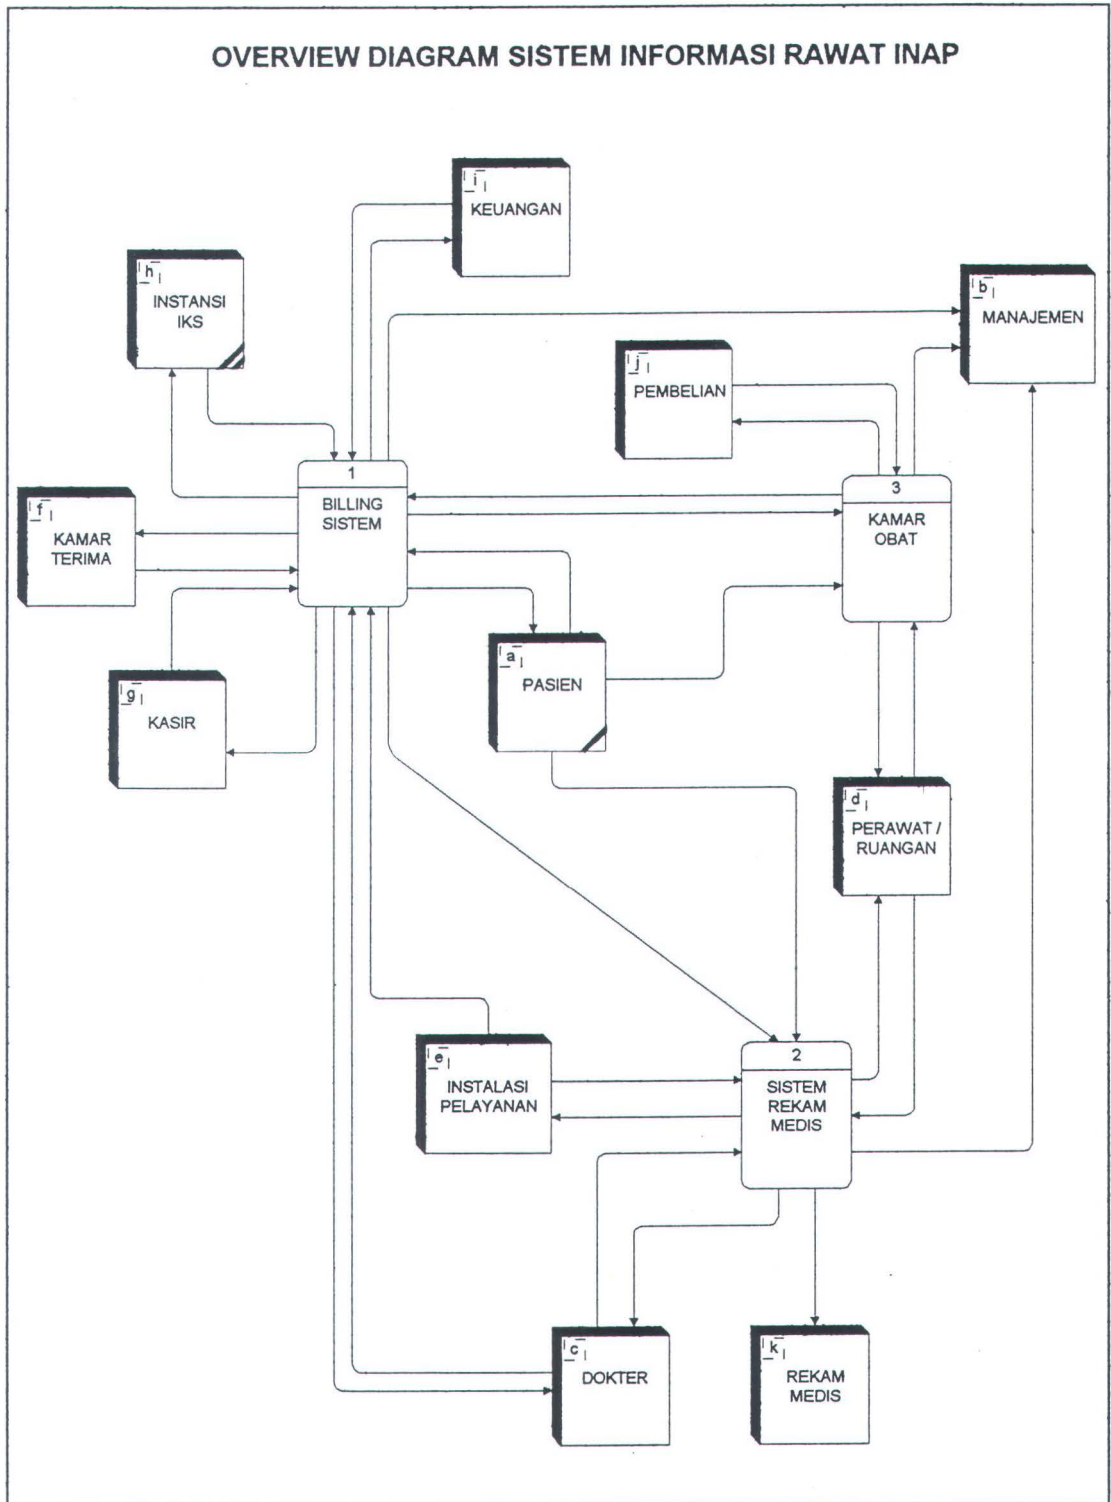 OVERVIEW DIAGRAM SISTEM INFORMASI RAWAT INAP
i
KEUANGAN
h
INSTANSI
IKS
b
MANAJEMEN
j
PEMBELIAN
1
BILLING
SISTEM
3
KAMAR
OBAT
f
KAMAR
TERIMA
a
PASIEN
g
KASIR
d
PERAWAT /
RUANGAN
e
INSTALASI
PELAYANAN
2
SISTEM
REKAM
MEDIS
c
DOKTER
k
REKAM
MEDIS